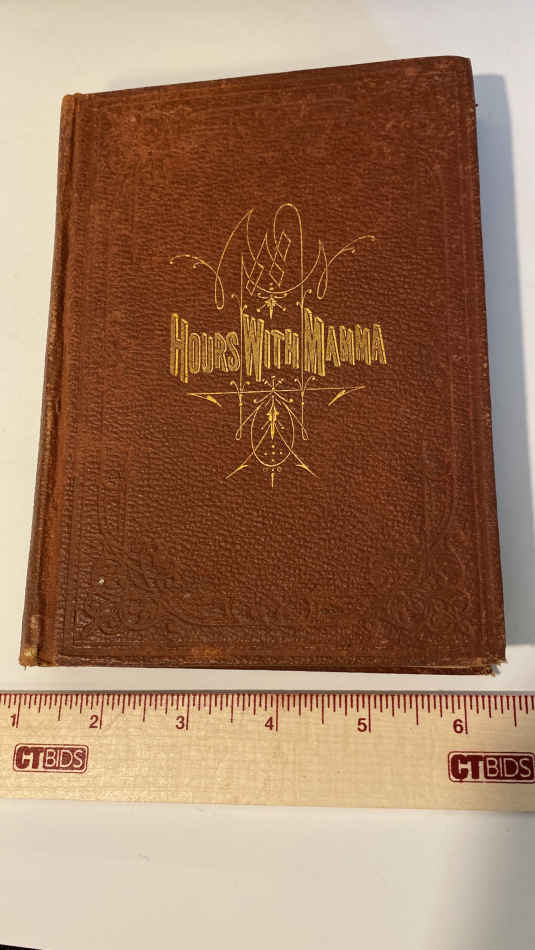 HOURS WITH MAMMA
1 2 3 4 5 6
CTBIDS CTBIDS